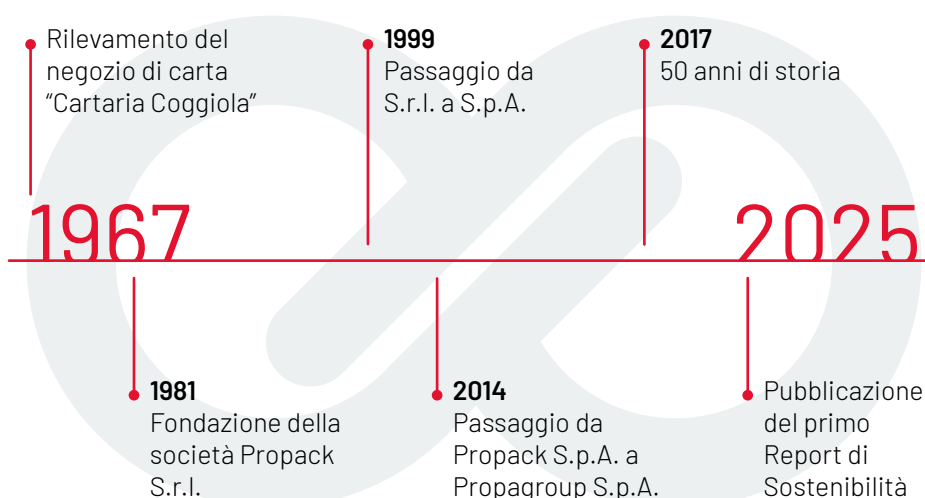 Rilevamento del
negozio di carta
“Cartaria Coggiola”
1999
Passaggio da
S.r.l. a S.p.A.
2017
50 anni di storia
1967
2025
1981
Fondazione della
società Propack
S.r.l.
2014
Passaggio da
Propack S.p.A. a
Propagroup S.p.A.
Pubblicazione
del primo
Report di
Sostenibilità